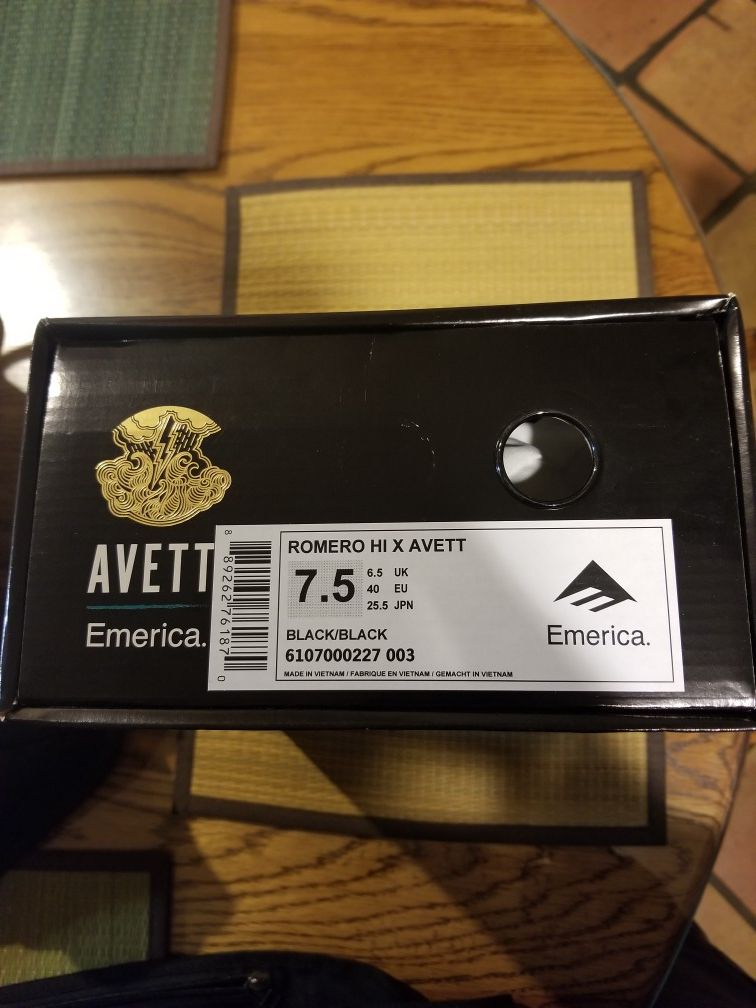 AVETT
Emerica.
8 89262 76187 0
ROMERO HI X AVETT
7.5
6.5 UK
40 EU
25.5 JPN
BLACK/BLACK
6107000227 003
MADE IN VIETNAM / FABRIQUE EN VIETNAM / GEMACHT IN VIETNAM
Emerica.